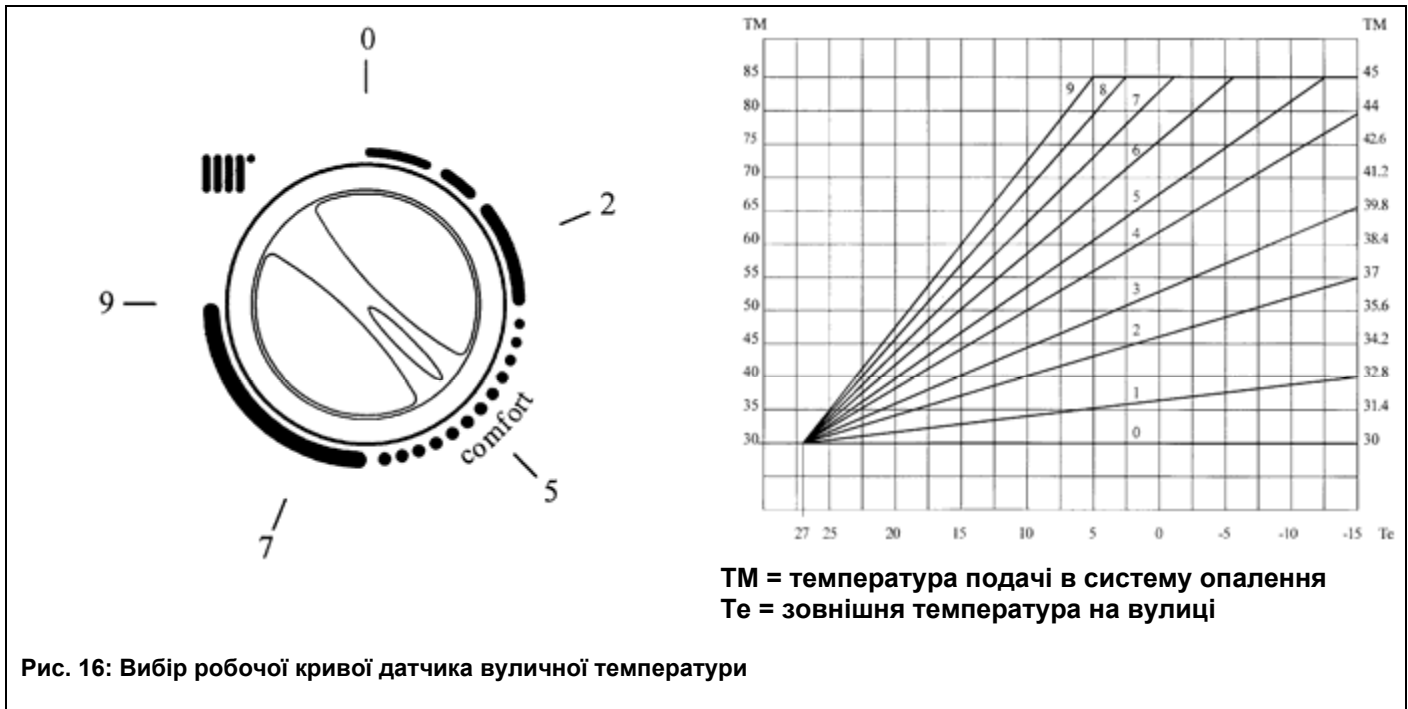 0
2
9
comfort
5
7
TM TM
85 9 8 7 45
80 44
75 6 42.6
70 41.2
65 5 39.8
60 4 38.4
55 3 37
50 35.6
45 2 34.2
40 32.8
35 1 31.4
30 0 30
27 25 20 15 10 5 0 -5 -10 -15 Te
ТМ = температура подачі в систему опалення
Те = зовнішня температура на вулиці
Рис. 16: Вибір робочої кривої датчика вуличної температури